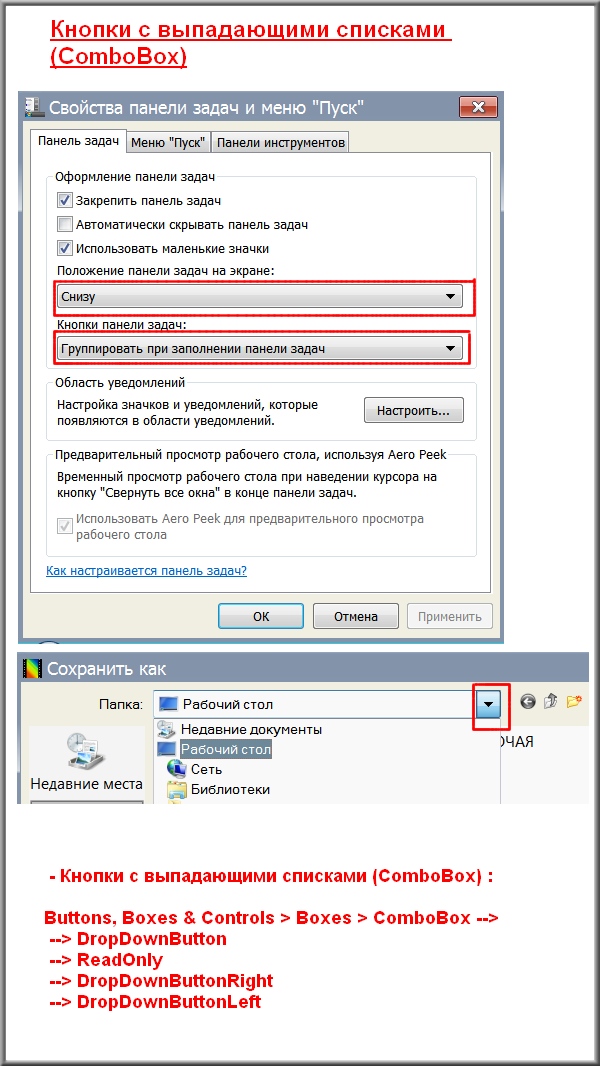 Кнопки с выпадающими списками
(ComboBox)
Свойства панели задач и меню "Пуск"
Панель задач
Меню "Пуск"
Панели инструментов
Оформление панели задач
Закрепить панель задач
Автоматически скрывать панель задач
Использовать маленькие значки
Положение панели задач на экране:
Снизу
Кнопки панели задач:
Группировать при заполнении панели задач
Область уведомлений
Настройка значков и уведомлений, которые
появляются в области уведомлений.
Настроить...
Предварительный просмотр рабочего стола, используя Aero Peek
Временный просмотр рабочего стола при наведении курсора на
кнопку "Свернуть все окна" в конце панели задач.
Использовать Aero Peek для предварительного просмотра
рабочего стола
Как настраивается панель задач?
ОК
Отмена
Применить
Сохранить как
Папка:
Рабочий стол
Недавние документы
Рабочий стол
Сеть
Библиотеки
ОЧАЯ
Недавние места
- Кнопки с выпадающими списками (ComboBox) :
Buttons, Boxes & Controls > Boxes > ComboBox -->
--> DropDownButton
--> ReadOnly
--> DropDownButtonRight
--> DropDownButtonLeft